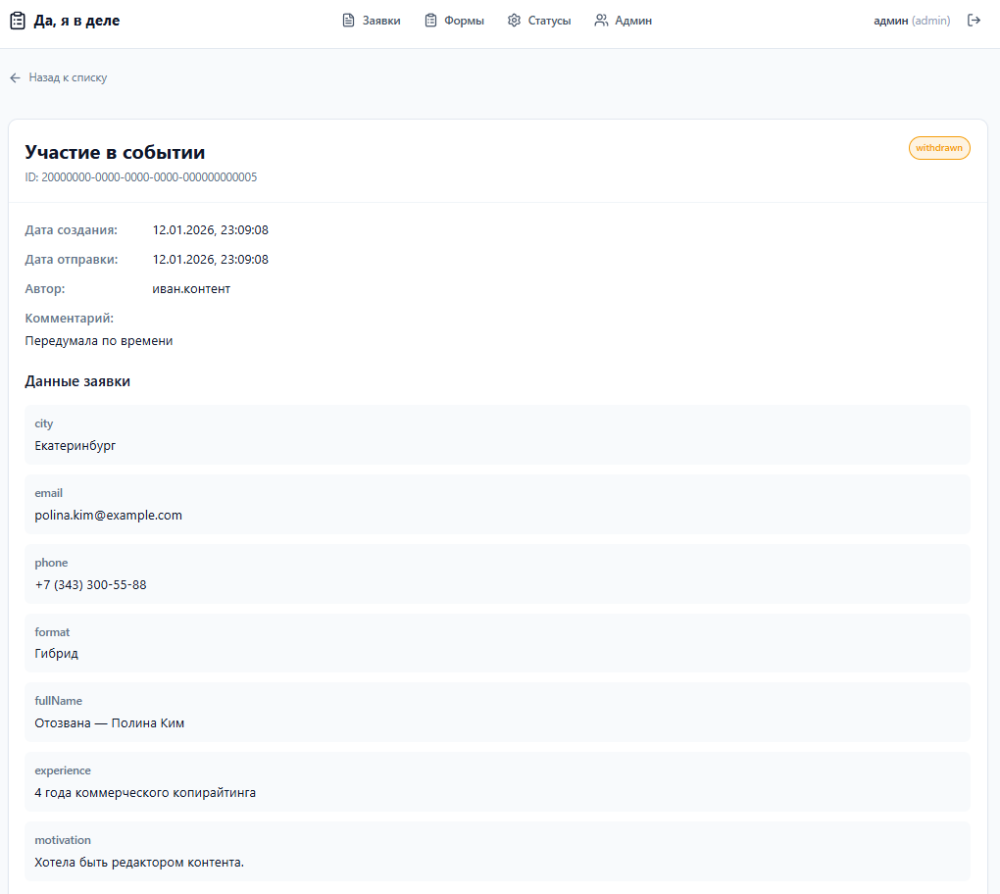 Да, я в деле
Заявки
Формы
Статусы
Админ
админ (admin)
Назад к списку
Участие в событии
withdrawn
ID: 20000000-0000-0000-0000-000000000005
Дата создания: 12.01.2026, 23:09:08
Дата отправки: 12.01.2026, 23:09:08
Автор: иван.контент
Комментарий:
Передумала по времени
Данные заявки
city
Екатеринбург
email
polina.kim@example.com
phone
+7 (343) 300-55-88
format
Гибрид
fullName
Отозвана — Полина Ким
experience
4 года коммерческого копирайтинга
motivation
Хотела быть редактором контента.